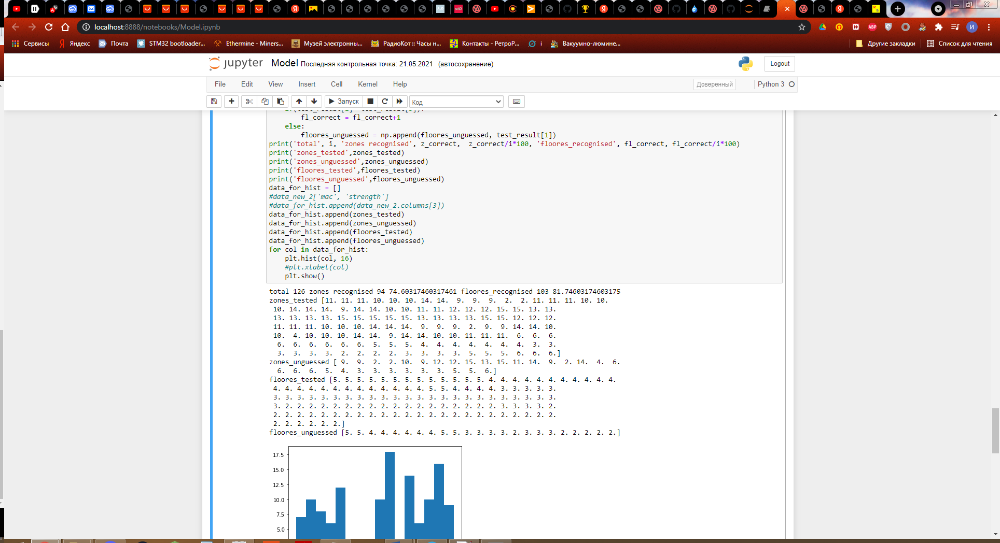 localhost:8888/notebooks/Model.ipynb
Сервисы
Яндекс
Почта
STM32 bootloader...
Ethermine - Miners...
Музей электронны...
РадиоКот :: Часы н...
Контакты - РетроР...
i
Вакуумно-люмине...
Другие закладки
Список для чтения
jupyter Model Последняя контрольная точка: 21.05.2021 (автосохранение)
Logout
File Edit View Insert Cell Kernel Help
Доверенный
Python 3
Запуск
Код
fl_correct = fl_correct+1
else:
floores_unguessed = np.append(floores_unguessed, test_result[1])
print('total', i, 'zones recognised', z_correct,  z_correct/i*100, 'floores_recognised', fl_correct, fl_correct/i*100)
print('zones_tested',zones_tested)
print('zones_unguessed',zones_unguessed)
print('floores_tested',floores_tested)
print('floores_unguessed',floores_unguessed)
data_for_hist = []
#data_new_2['mac', 'strength']
#data_for_hist.append(data_new_2.columns[3])
data_for_hist.append(zones_tested)
data_for_hist.append(zones_unguessed)
data_for_hist.append(floores_tested)
data_for_hist.append(floores_unguessed)
for col in data_for_hist:
plt.hist(col, 16)
#plt.xlabel(col)
plt.show()
total 126 zones recognised 94 74.60317460317461 floores_recognised 103 81.74603174603175
zones_tested [11. 11. 11. 10. 10. 10. 14. 14.  9.  9.  9.  2.  2. 11. 11. 11. 10. 10.
10. 14. 14. 14.  9. 14. 14. 10. 10. 11. 11. 12. 12. 12. 15. 15. 13. 13.
13. 13. 13. 13. 15. 15. 15. 15. 15. 13. 13. 13. 13. 15. 15. 12. 12. 12.
11. 11. 11. 10. 10. 10. 14. 14. 14.  9.  9.  9.  2.  9.  9. 14. 14. 10.
10.  4. 10. 10. 10. 14. 14.  9. 14. 14. 10. 10. 11. 11. 11.  6.  6.  6.
6.  6.  6.  6.  6.  6.  5.  5.  5.  4.  4.  4.  4.  4.  4.  4.  3.  3.
3.  3.  3.  3.  2.  2.  2.  2.  3.  3.  3.  3.  5.  5.  5.  6.  6.  6.]
zones_unguessed [ 9.  9.  2.  2. 10.  9. 12. 12. 15. 13. 15. 11. 14.  9.  2. 14.  4.  6.
6.  6.  6.  5.  4.  3.  3.  3.  3.  3.  3.  5.  5.  6.]
floores_tested [5. 5. 5. 5. 5. 5. 5. 5. 5. 5. 5. 5. 5. 4. 4. 4. 4. 4. 4. 4. 4. 4. 4. 4.
4. 4. 4. 4. 4. 4. 4. 4. 4. 4. 4. 4. 4. 5. 5. 4. 4. 4. 4. 3. 3. 3. 3. 3.
3. 3. 3. 3. 3. 3. 3. 3. 3. 3. 3. 3. 3. 3. 3. 3. 3. 3. 3. 3. 3. 3. 3. 3.
3. 2. 2. 2. 2. 2. 2. 2. 2. 2. 2. 2. 2. 2. 2. 2. 2. 2. 2. 3. 3. 3. 3. 2.
2. 2. 2. 2. 2. 2. 2. 2. 2. 2. 2. 2. 2. 2. 2. 2. 2. 2. 2. 2. 2. 2. 2. 2.
2. 2. 2. 2. 2. 2.]
floores_unguessed [5. 5. 4. 4. 4. 4. 4. 4. 5. 5. 3. 3. 3. 3. 2. 3. 3. 3. 2. 2. 2. 2. 2.]
17.5
15.0
12.5
10.0
7.5
5.0